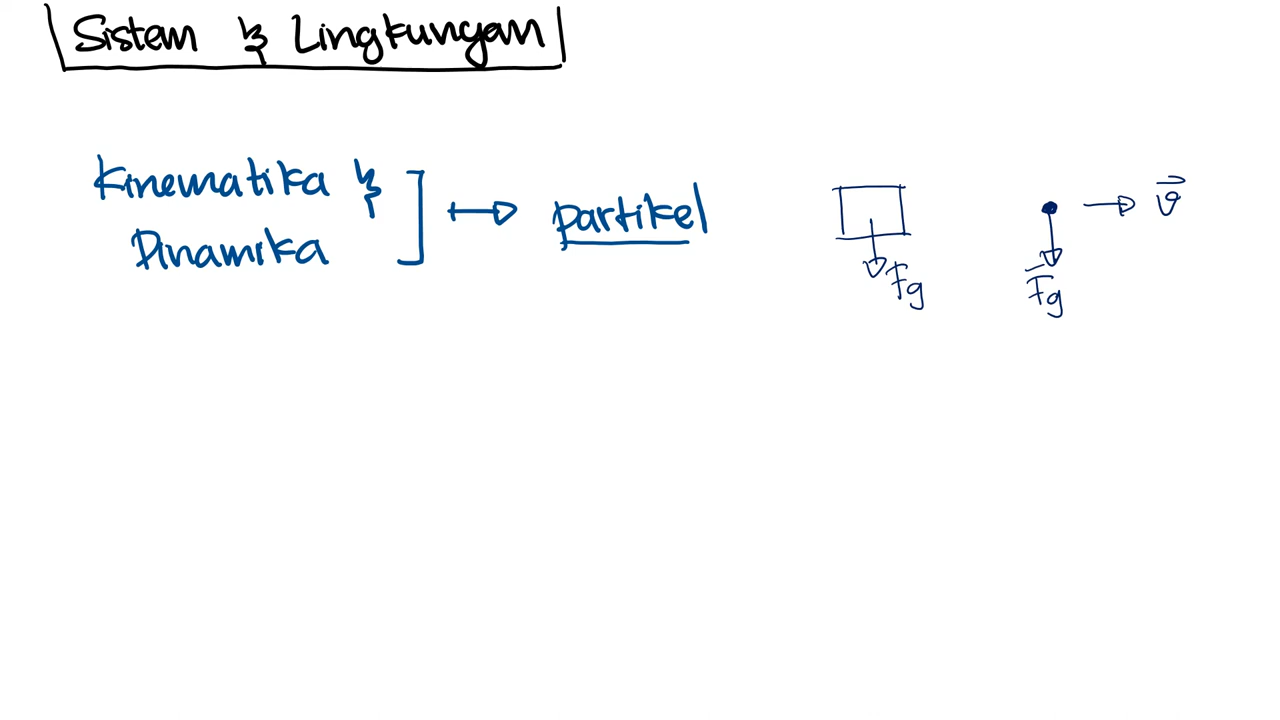 Sistem & Lingkungan
Kinematika &
Dinamika
partikel
Fg
v
Fg